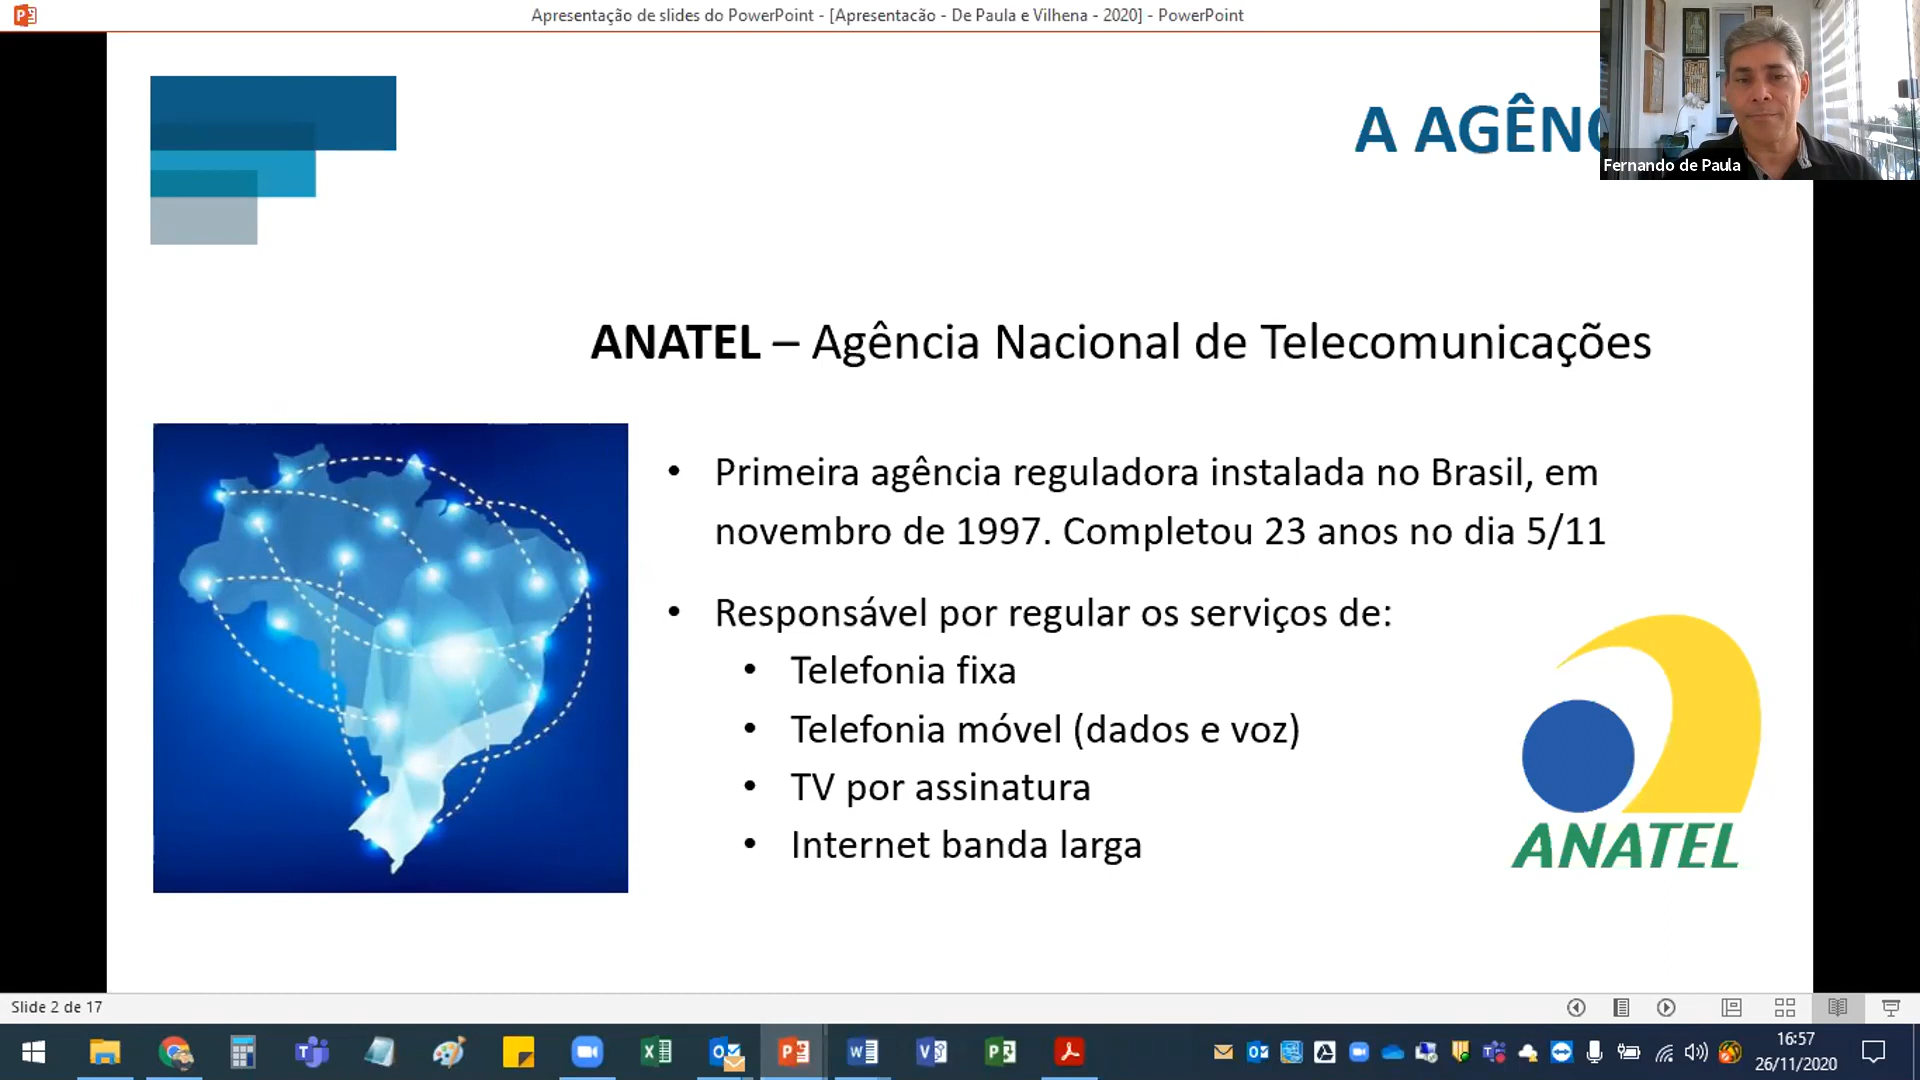 Apresentação de slides do PowerPoint - [Apresentacão - De Paula e Vilhena - 2020] - PowerPoint
A AGÊNC
Fernando de Paula
ANATEL – Agência Nacional de Telecomunicações
• Primeira agência reguladora instalada no Brasil, em
novembro de 1997. Completou 23 anos no dia 5/11
• Responsável por regular os serviços de:
• Telefonia fixa
• Telefonia móvel (dados e voz)
• TV por assinatura
• Internet banda larga
ANATEL
Slide 2 de 17
16:57
26/11/2020